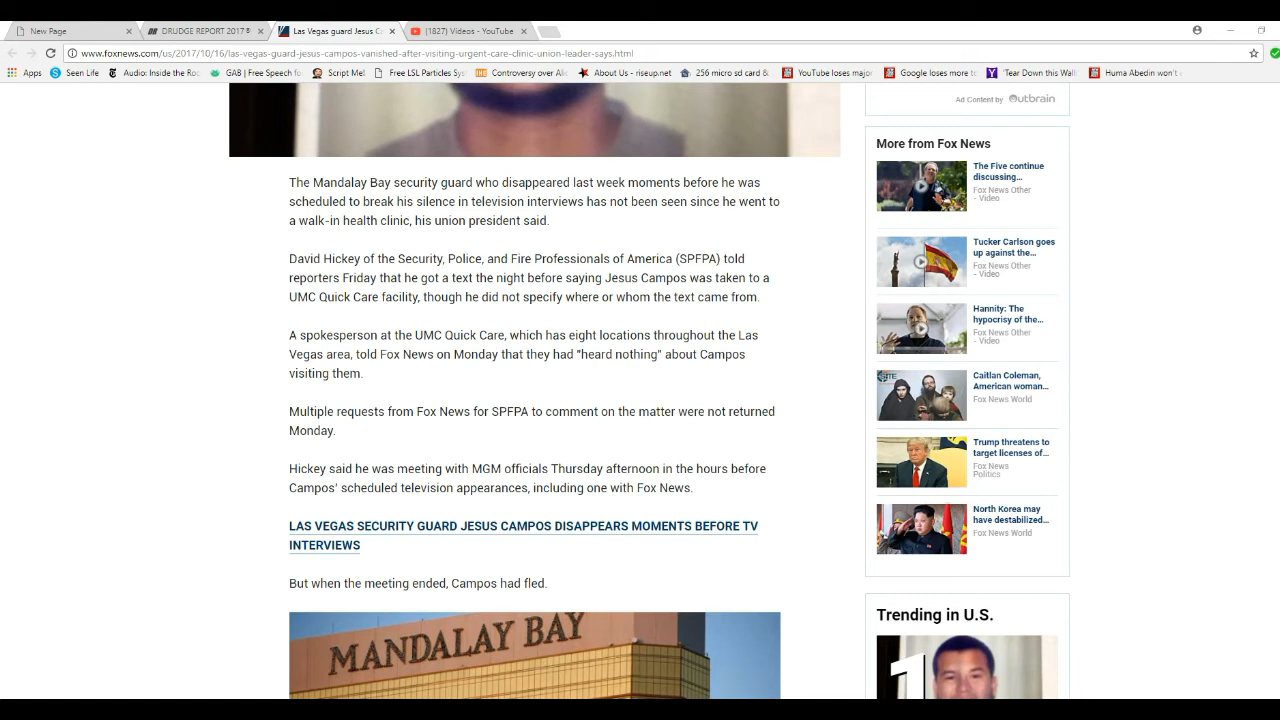 New Page
DRUDGE REPORT 2017®
Las Vegas guard Jesus C
(1827) Videos - YouTube
www.foxnews.com/us/2017/10/16/las-vegas-guard-jesus-campos-vanished-after-visiting-urgent-care-clinic-union-leader-says.html
Apps
Seen Life
Audio: Inside the Ro
GAB | Free Speech fo
Script Mel
Free LSL Particles Sy
Controversy over Ali
About Us - riseup.net
256 micro sd card &
YouTube loses major
Google loses more t
'Tear Down this Wall
Huma Abedin won't
Ad Content by Outbrain
The Mandalay Bay security guard who disappeared last week moments before he was
scheduled to break his silence in television interviews has not been seen since he went to
a walk-in health clinic, his union president said.
David Hickey of the Security, Police, and Fire Professionals of America (SPFPA) told
reporters Friday that he got a text the night before saying Jesus Campos was taken to a
UMC Quick Care facility, though he did not specify where or whom the text came from.
A spokesperson at the UMC Quick Care, which has eight locations throughout the Las
Vegas area, told Fox News on Monday that they had "heard nothing" about Campos
visiting them.
Multiple requests from Fox News for SPFPA to comment on the matter were not returned
Monday.
Hickey said he was meeting with MGM officials Thursday afternoon in the hours before
Campos' scheduled television appearances, including one with Fox News.
LAS VEGAS SECURITY GUARD JESUS CAMPOS DISAPPEARS MOMENTS BEFORE TV
INTERVIEWS
But when the meeting ended, Campos had fled.
MANDALAY BAY
More from Fox News
The Five continue
discussing...
Fox News Other
- Video
Tucker Carlson goes
up against the...
Fox News Other
- Video
Hannity: The
hypocrisy of the...
Fox News Other
- Video
SITE
Caitlan Coleman,
American woman...
Fox News World
Trump threatens to
target licenses of...
Fox News
Politics
North Korea may
have destabilized...
Fox News World
Trending in U.S.
1